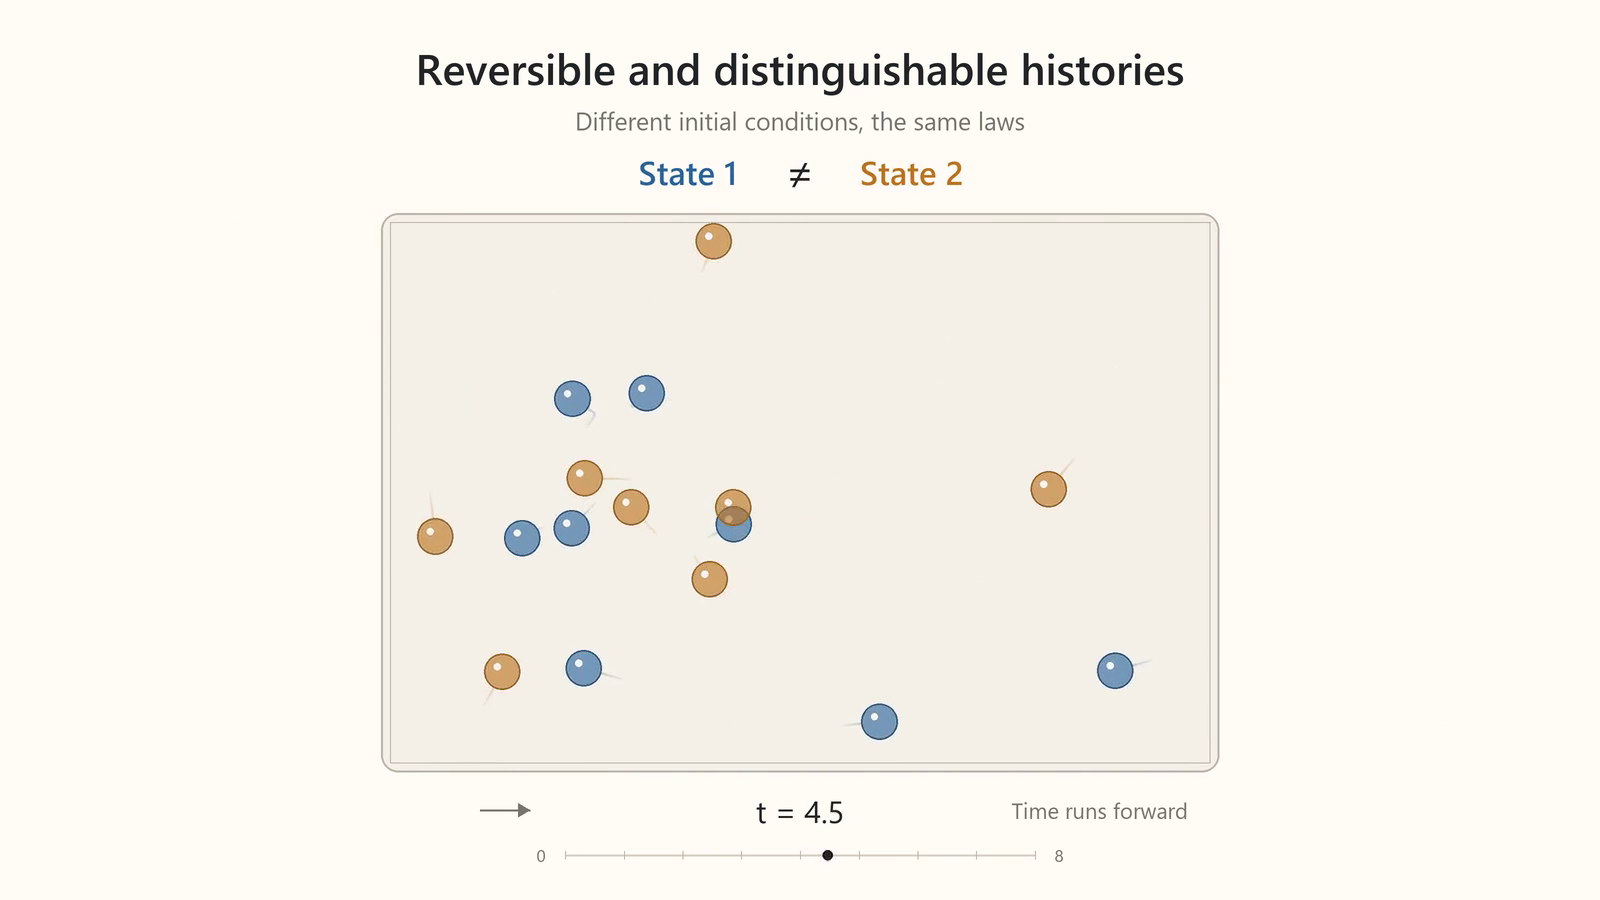 Reversible and distinguishable histories
Different initial conditions, the same laws
State 1 ≠ State 2
t = 4.5 Time runs forward
0 8